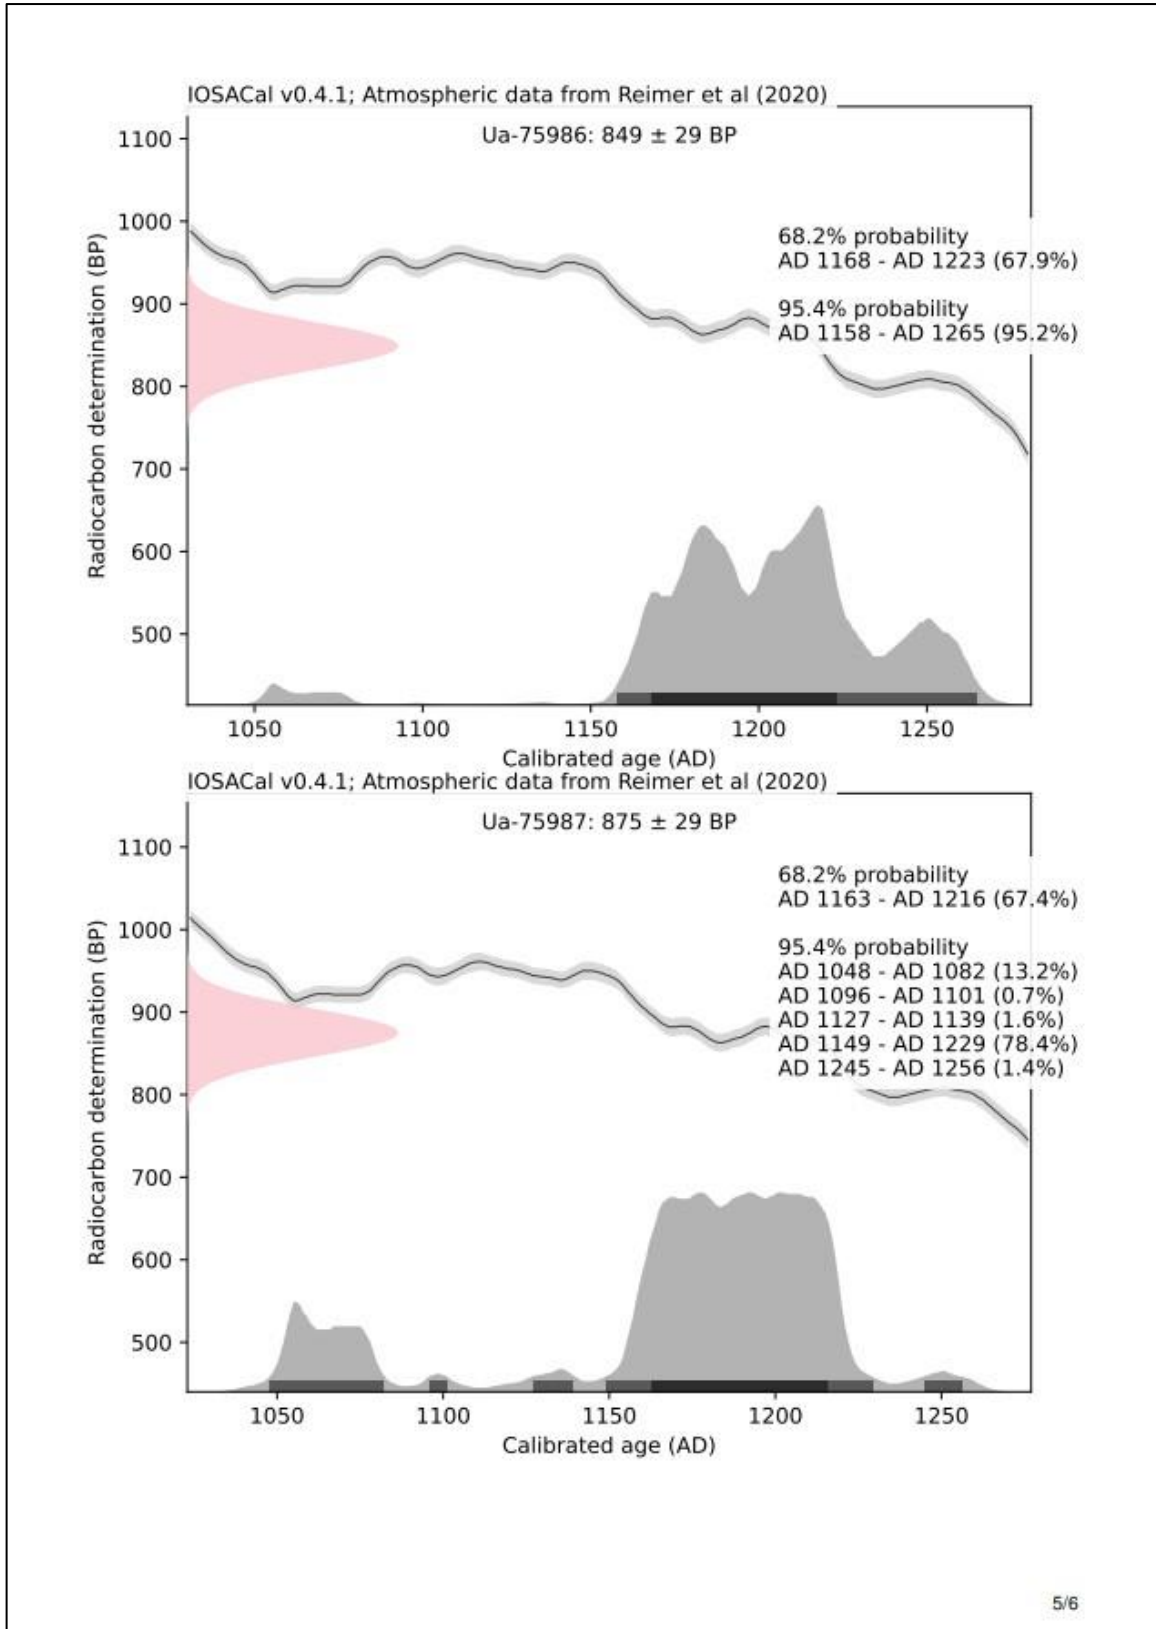 IOSACal v0.4.1; Atmospheric data from Reimer et al (2020)
Ua-75986: 849 ± 29 BP
68.2% probability
AD 1168 - AD 1223 (67.9%)
95.4% probability
AD 1158 - AD 1265 (95.2%)
Radiocarbon determination (BP)
1100
1000
900
800
700
600
500
1050 1100 1150 1200 1250
Calibrated age (AD)
IOSACal v0.4.1; Atmospheric data from Reimer et al (2020)
Ua-75987: 875 ± 29 BP
68.2% probability
AD 1163 - AD 1216 (67.4%)
95.4% probability
AD 1048 - AD 1082 (13.2%)
AD 1096 - AD 1101 (0.7%)
AD 1127 - AD 1139 (1.6%)
AD 1149 - AD 1229 (78.4%)
AD 1245 - AD 1256 (1.4%)
Radiocarbon determination (BP)
1100
1000
900
800
700
600
500
1050 1100 1150 1200 1250
Calibrated age (AD)
5/6